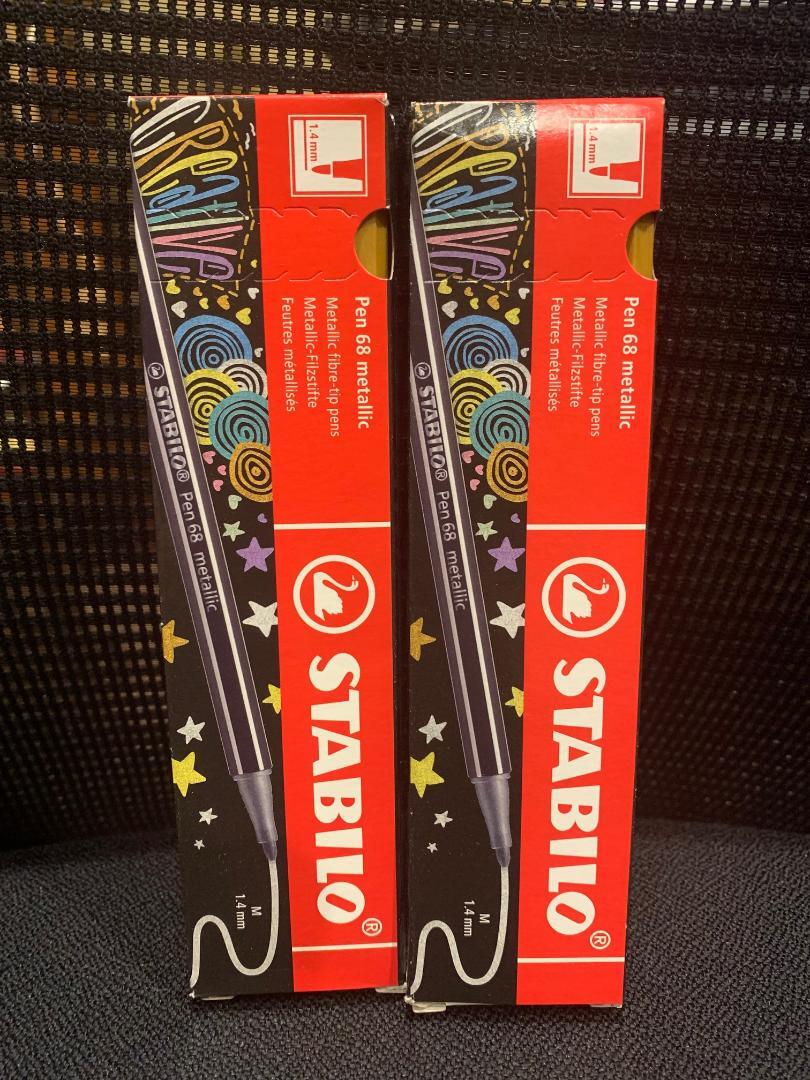 CREATIVE
1.4 mm
Pen 68 metallic
Metallic fibre-tip pens
Metallic-Filzstifte
Feutres métallisés
STABILO® Pen 68 metallic
STABILO®
M
1.4 mm
CREATIVE
1.4 mm
Pen 68 metallic
Metallic fibre-tip pens
Metallic-Filzstifte
Feutres métallisés
STABILO® Pen 68 metallic
STABILO®
M
1.4 mm